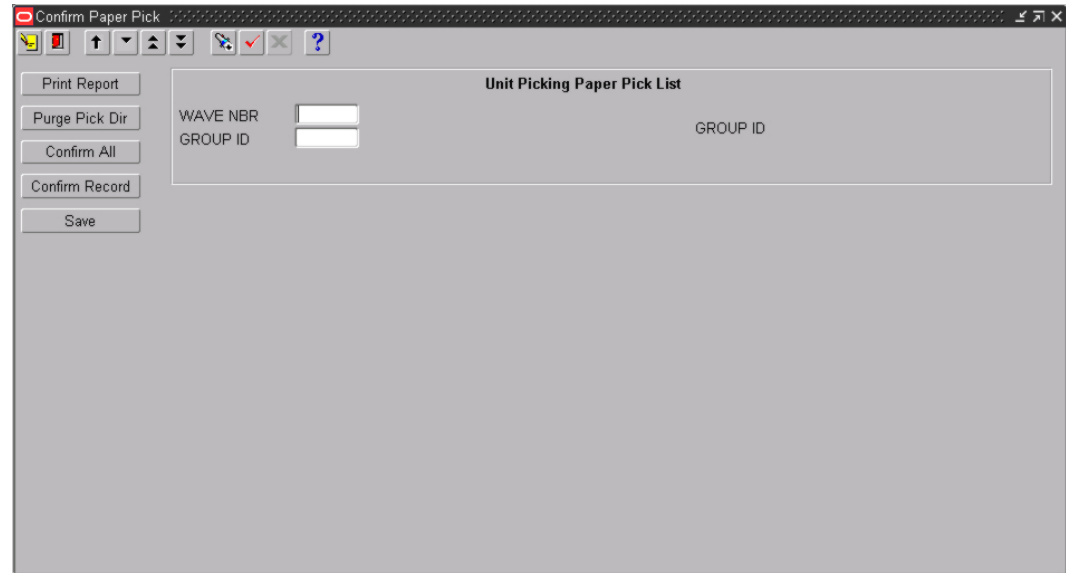 Confirm Paper Pick
?
Print Report
Purge Pick Dir
Confirm All
Confirm Record
Save
Unit Picking Paper Pick List
WAVE NBR
GROUP ID
GROUP ID